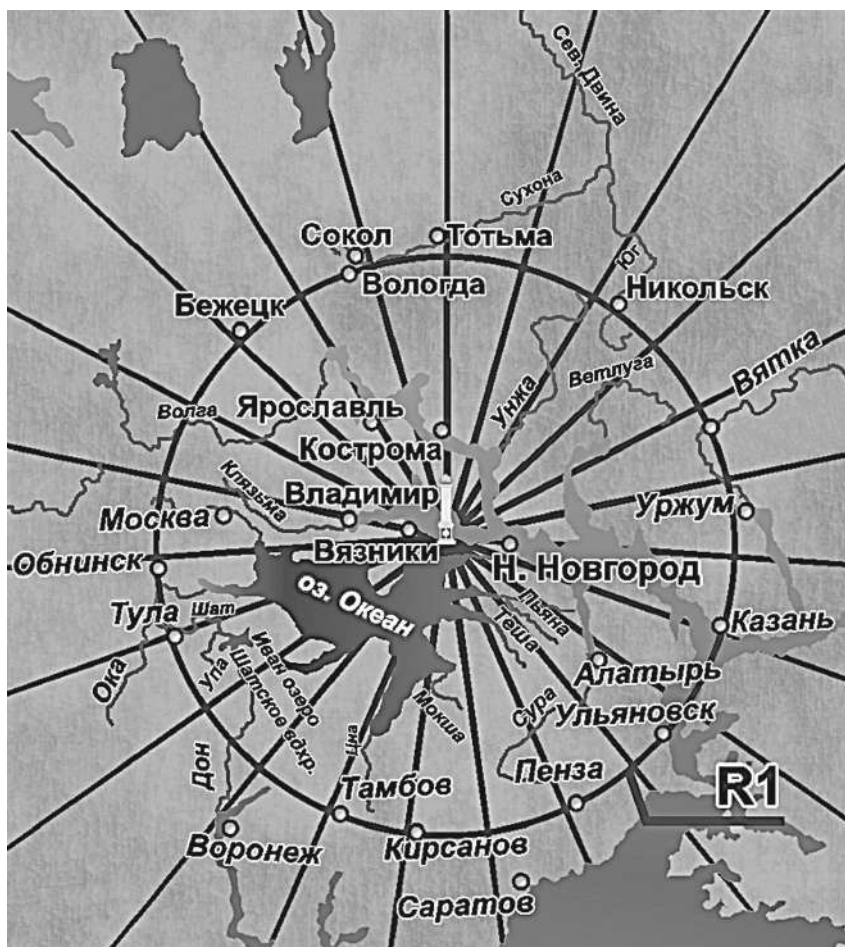 Сев. Двина
Сухона
Сокол
Тотьма
Юг
Вологда
Никольск
Бежецк
Вятка
Ветлуга
Унжа
Волга
Ярославль
Кострома
Клязьма
Владимир
Уржум
Москва
Вязники
Обнинск
Н. Новгород
оз. Океан
Пьяна
Тула
Шат
Теша
Казань
Иван озеро
Упа
Шатское вдхр.
Ока
Алатырь
Мокша
Сура
Ульяновск
Цна
Дон
Пенза
R1
Тамбов
Воронеж
Кирсанов
Саратов